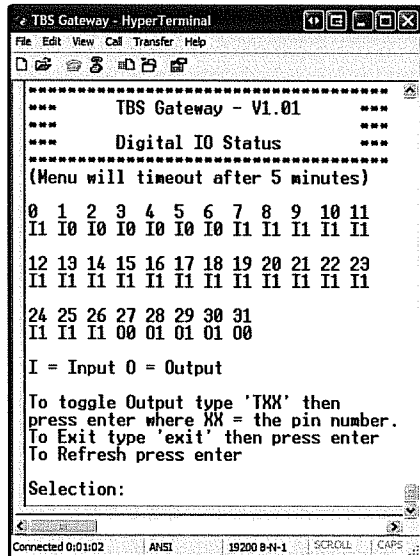 TBS Gateway - HyperTerminal
File Edit View Call Transfer Help
****************************************
*** TBS Gateway - V1.01 ***
*** ***
*** Digital IO Status ***
****************************************
(Menu will timeout after 5 minutes)
0 1 2 3 4 5 6 7 8 9 10 11
I1 I0 I0 I0 I0 I0 I0 I1 I1 I1 I1 I1
12 13 14 15 16 17 18 19 20 21 22 23
I1 I1 I1 I1 I1 I1 I1 I1 I1 I1 I1 I1
24 25 26 27 28 29 30 31
I1 I1 I1 O0 O1 O1 O1 O0
I = Input O = Output
To toggle Output type 'TXX' then
press enter where XX = the pin number.
To Exit type 'exit' then press enter
To Refresh press enter
Selection:
Connected 0:01:02 ANSI 19200 8-N-1 SCROLL CAPS